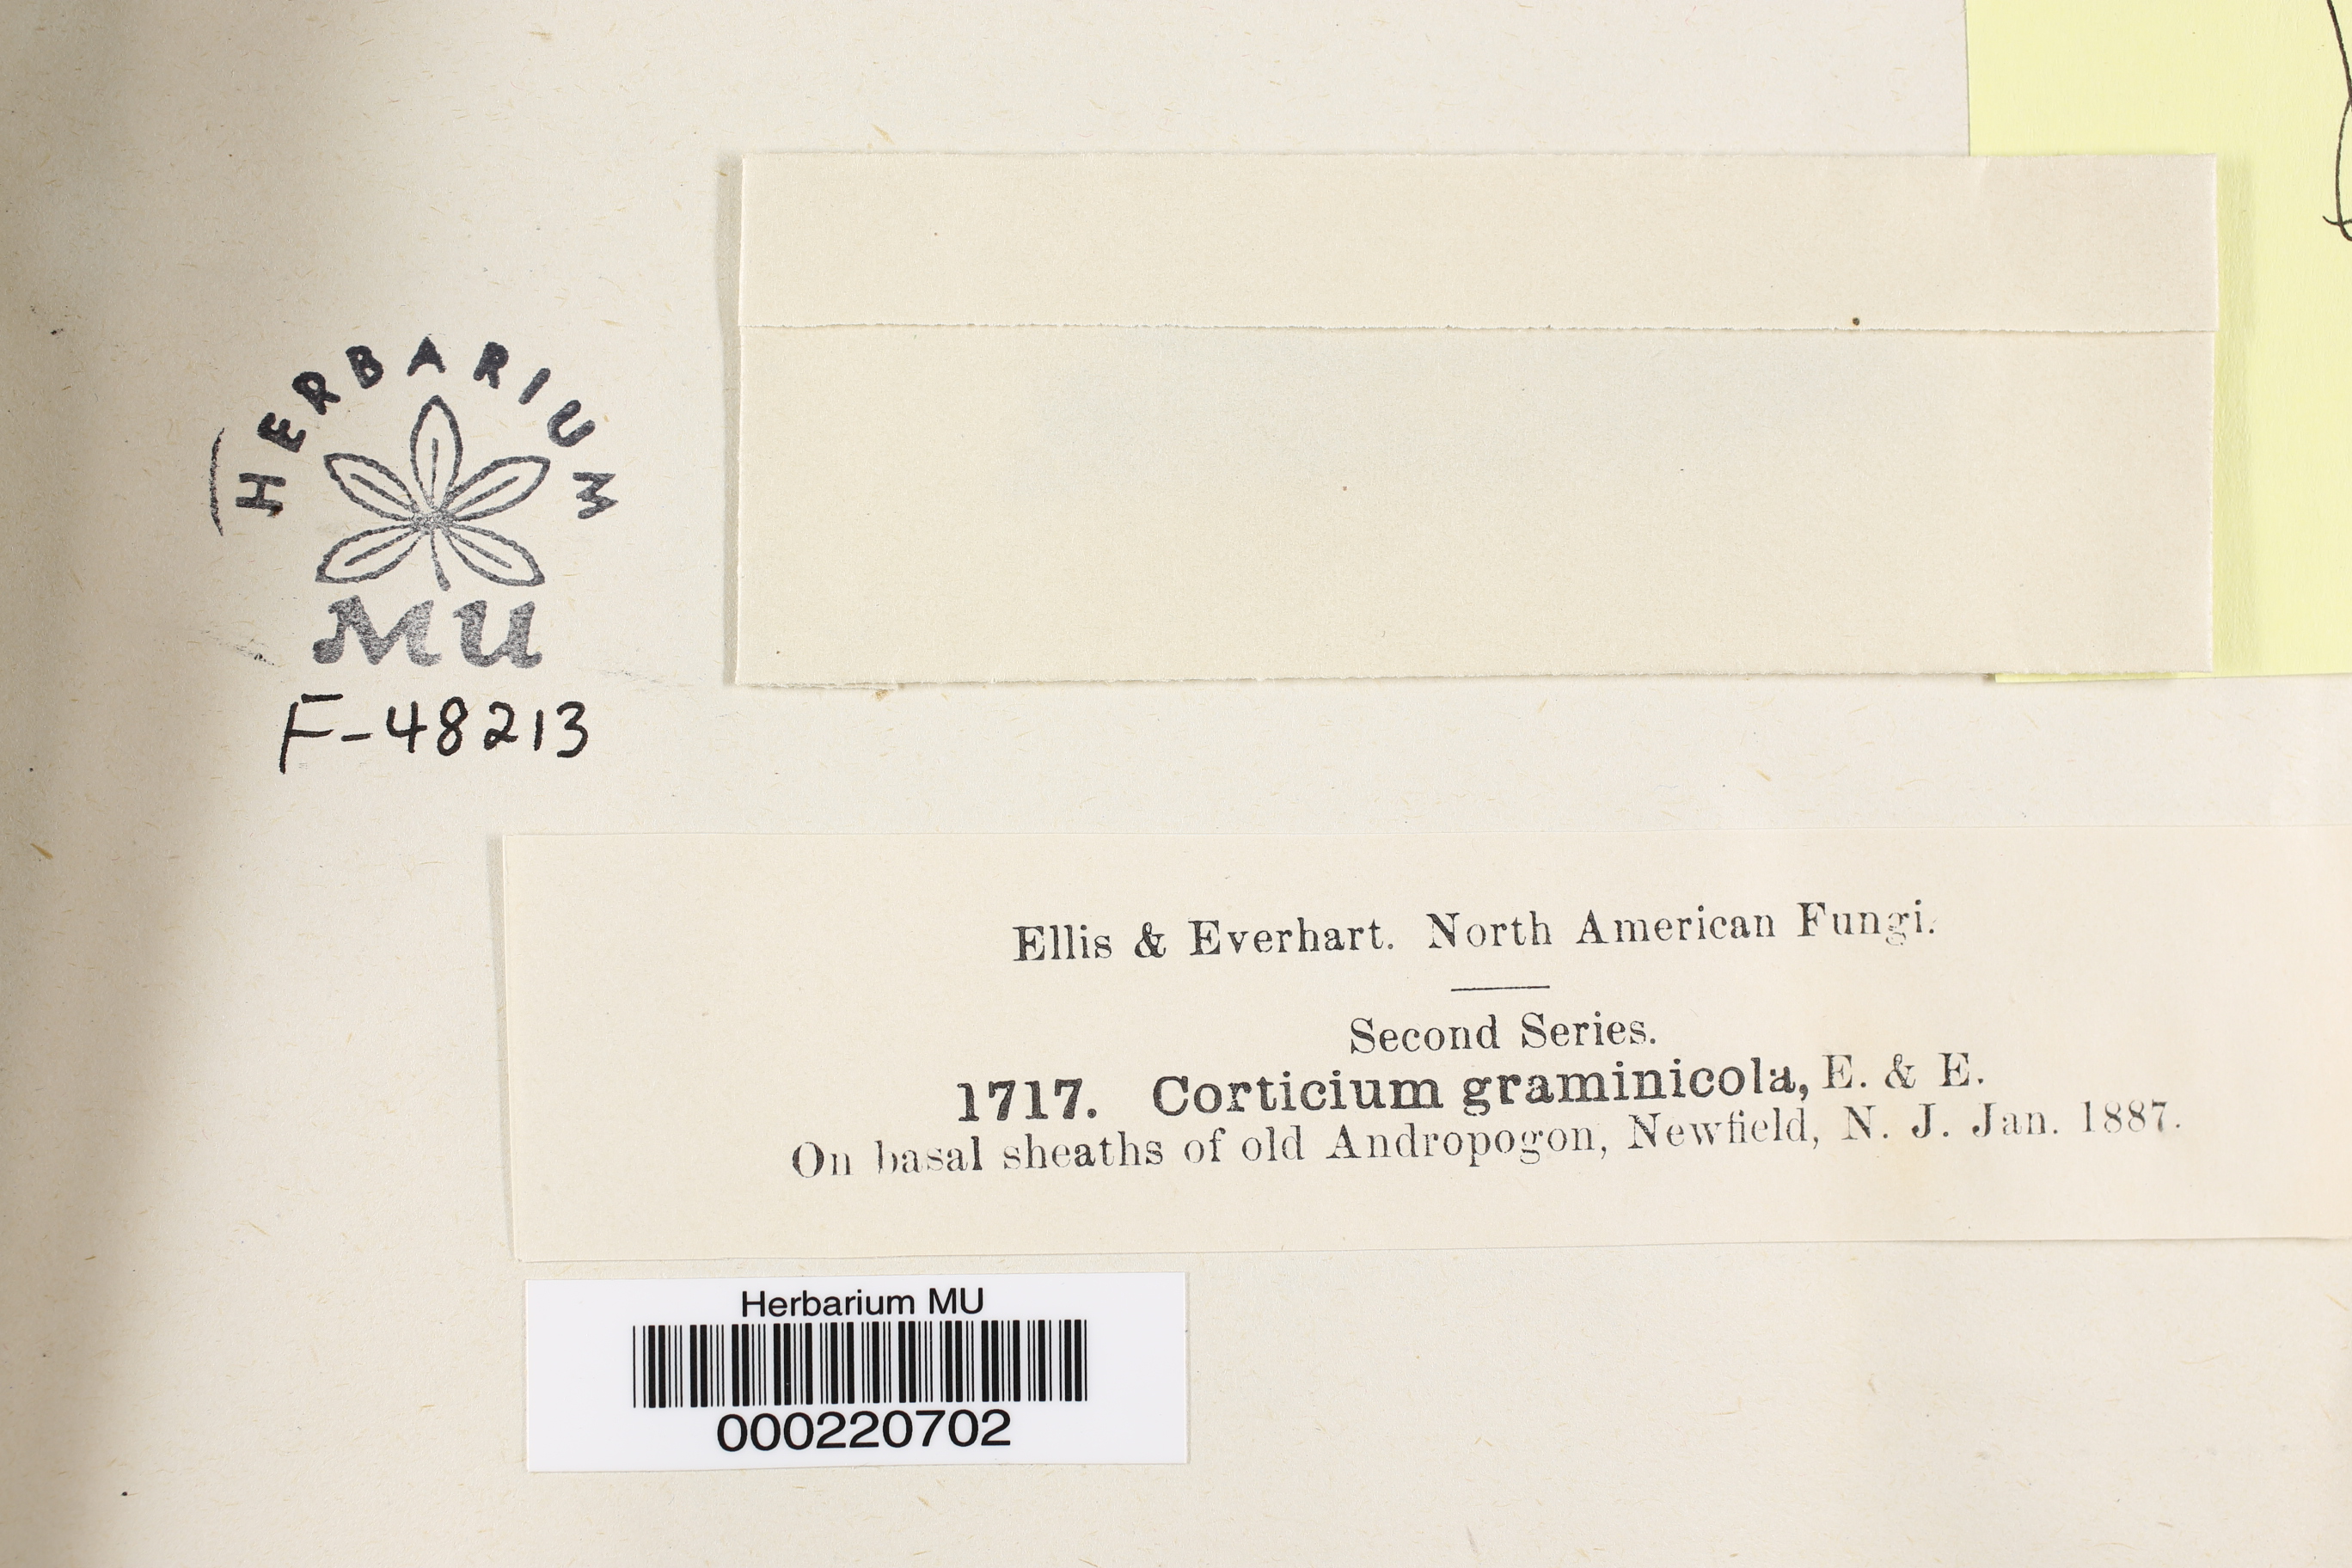 HERBARIUM
MU
F-48213
Ellis & Everhart. North American Fungi.
Second Series.
1717. Corticium graminicola, E. & E.
On basal sheaths of old Andropogon, Newfield, N. J. Jan. 1887.
Herbarium MU
000220702